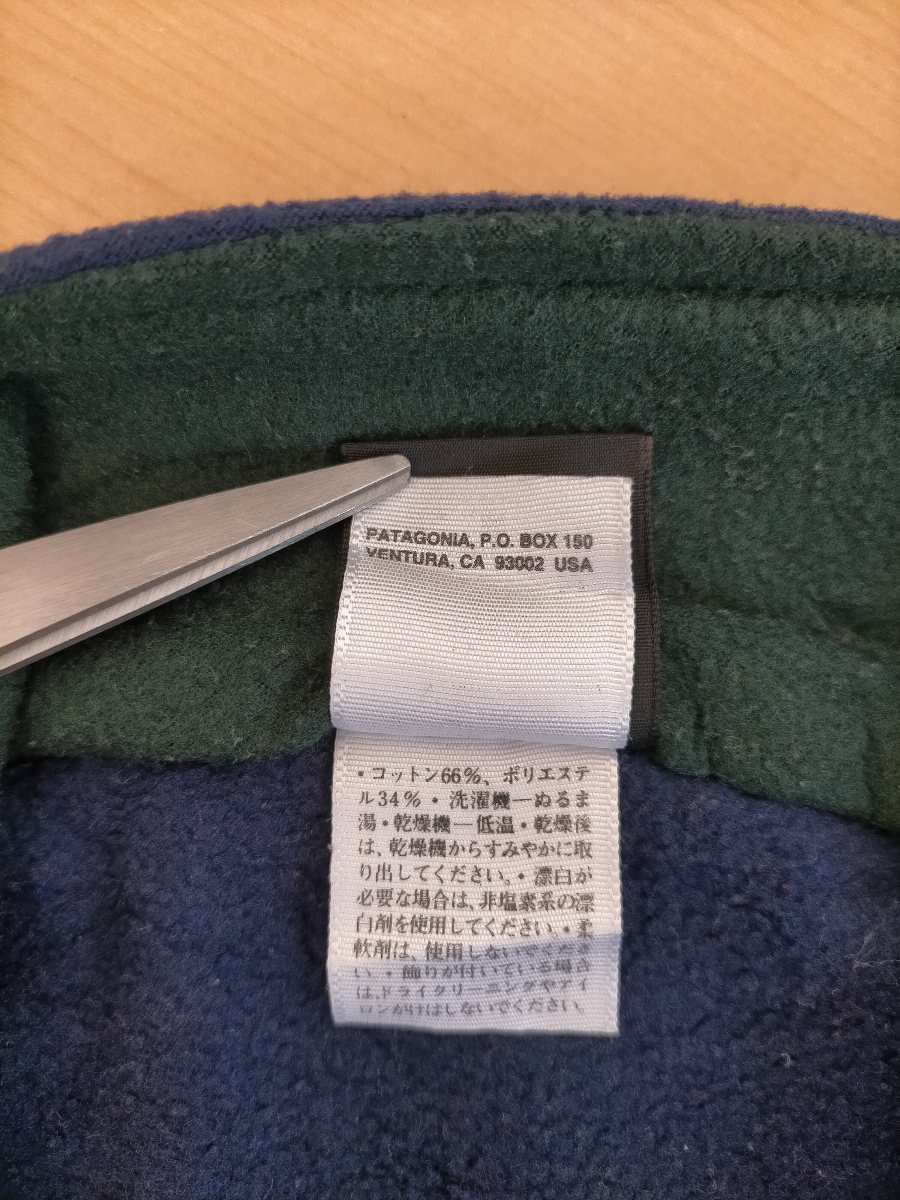 PATAGONIA, P.O. BOX 150
VENTURA, CA 93002 USA
・コットン66%、ポリエステ
ル34%・洗濯機―ぬるま
湯・乾燥機―低温・乾燥後
は、乾燥機からすみやかに取
り出してください。・漂白が
必要な場合は、非塩素系の漂
白剤を使用してください・柔
軟剤は、使用しないでくださ
い。・飾りが付いている場合
は、ドライクリーニングやアイ
ロンがけはしないでください。